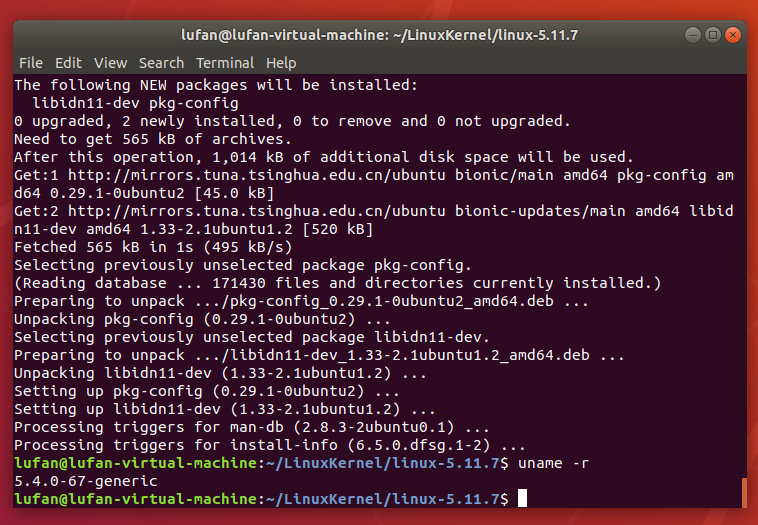 lufan@lufan-virtual-machine: ~/LinuxKernel/linux-5.11.7
File Edit View Search Terminal Help
The following NEW packages will be installed:
  libidn11-dev pkg-config
0 upgraded, 2 newly installed, 0 to remove and 0 not upgraded.
Need to get 565 kB of archives.
After this operation, 1,014 kB of additional disk space will be used.
Get:1 http://mirrors.tuna.tsinghua.edu.cn/ubuntu bionic/main amd64 pkg-config am
d64 0.29.1-0ubuntu2 [45.0 kB]
Get:2 http://mirrors.tuna.tsinghua.edu.cn/ubuntu bionic-updates/main amd64 libid
n11-dev amd64 1.33-2.1ubuntu1.2 [520 kB]
Fetched 565 kB in 1s (495 kB/s)
Selecting previously unselected package pkg-config.
(Reading database ... 171430 files and directories currently installed.)
Preparing to unpack .../pkg-config_0.29.1-0ubuntu2_amd64.deb ...
Unpacking pkg-config (0.29.1-0ubuntu2) ...
Selecting previously unselected package libidn11-dev.
Preparing to unpack .../libidn11-dev_1.33-2.1ubuntu1.2_amd64.deb ...
Unpacking libidn11-dev (1.33-2.1ubuntu1.2) ...
Setting up pkg-config (0.29.1-0ubuntu2) ...
Setting up libidn11-dev (1.33-2.1ubuntu1.2) ...
Processing triggers for man-db (2.8.3-2ubuntu0.1) ...
Processing triggers for install-info (6.5.0.dfsg.1-2) ...
lufan@lufan-virtual-machine:~/LinuxKernel/linux-5.11.7$ uname -r
5.4.0-67-generic
lufan@lufan-virtual-machine:~/LinuxKernel/linux-5.11.7$